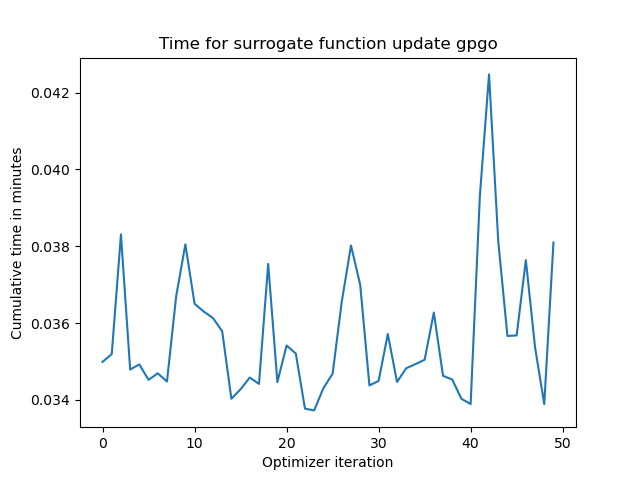 Time for surrogate function update gpgo
Cumulative time in minutes
0.042
0.040
0.038
0.036
0.034
0 10 20 30 40 50
Optimizer iteration